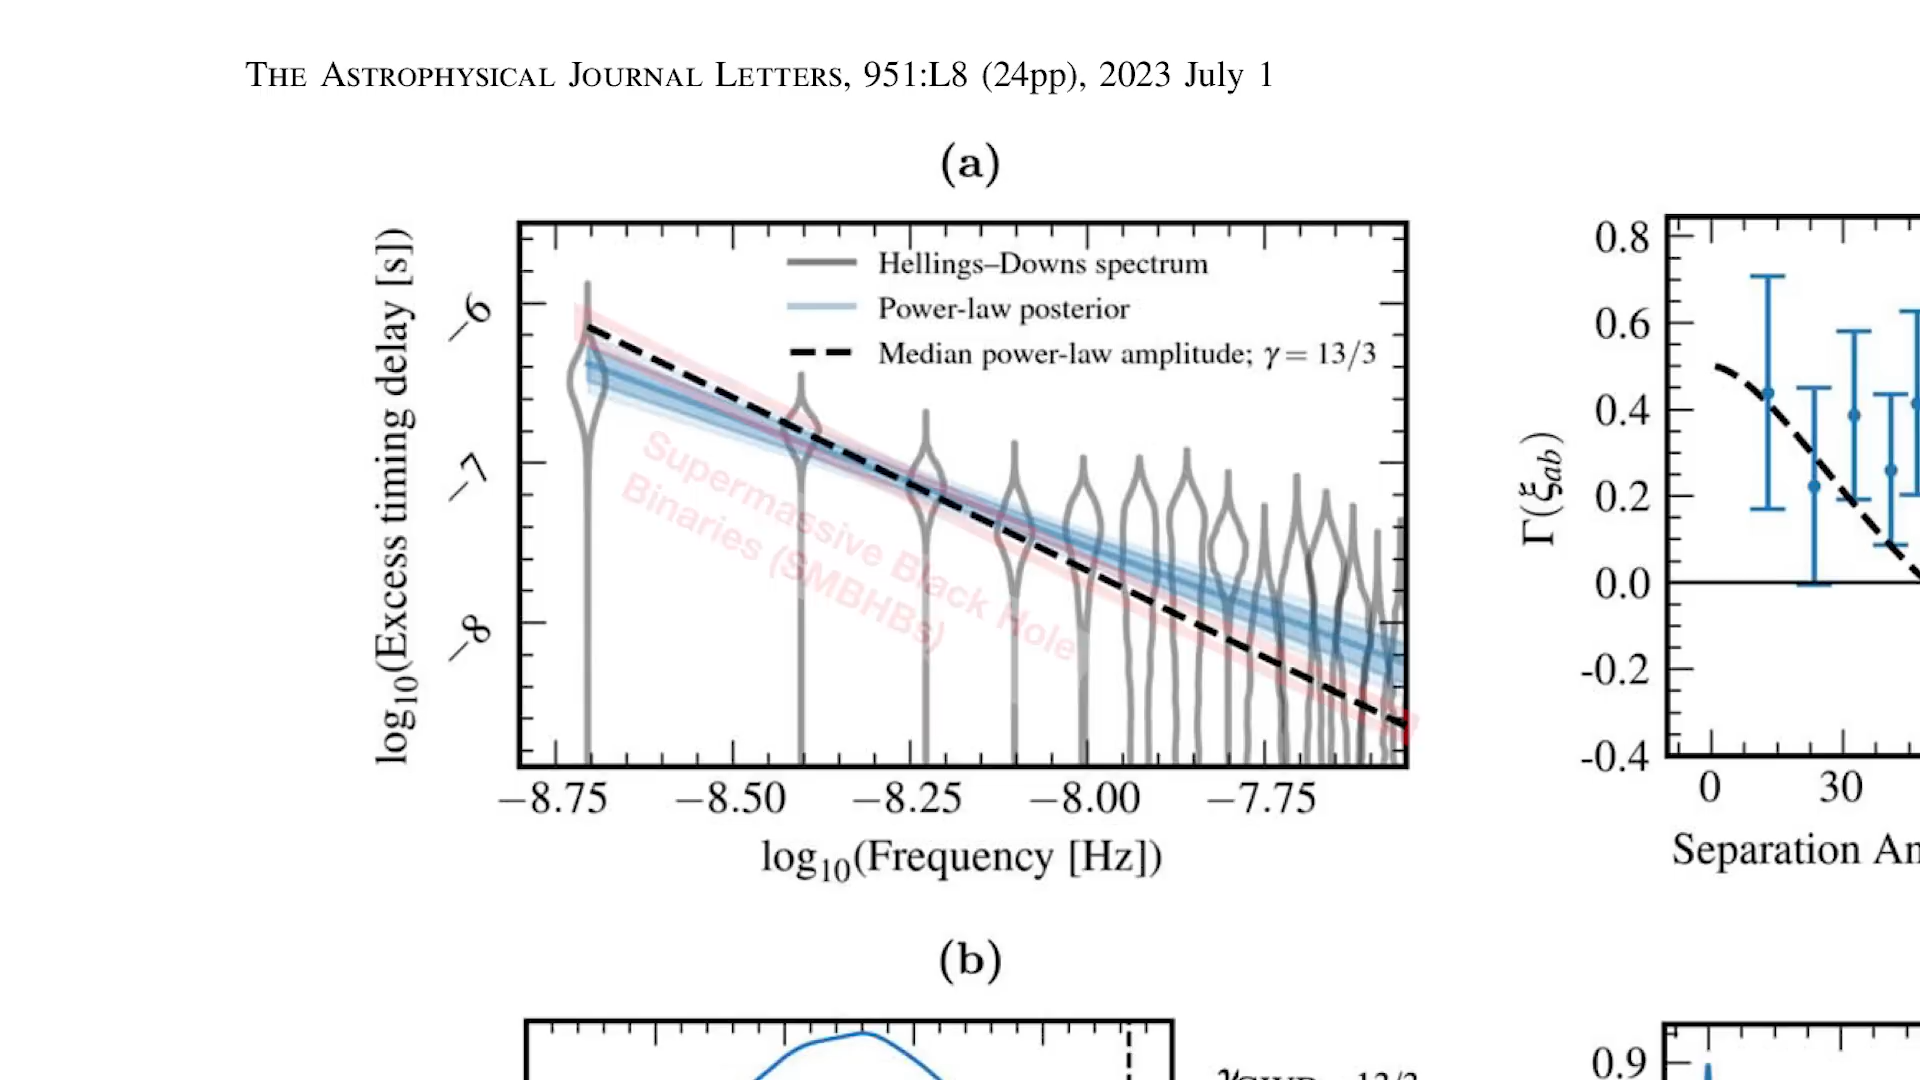 THE ASTROPHYSICAL JOURNAL LETTERS, 951:L8 (24pp), 2023 July 1
(a)
log10(Excess timing delay [s])
−6
−7
−8
Hellings–Downs spectrum
Power-law posterior
Median power-law amplitude; γ = 13/3
Supermassive Black Hole
Binaries (SMBHBs)
−8.75 −8.50 −8.25 −8.00 −7.75
log10(Frequency [Hz])
Γ(ξab)
0.8
0.6
0.4
0.2
0.0
-0.2
-0.4
0 30
Separation An
(b)
0.9